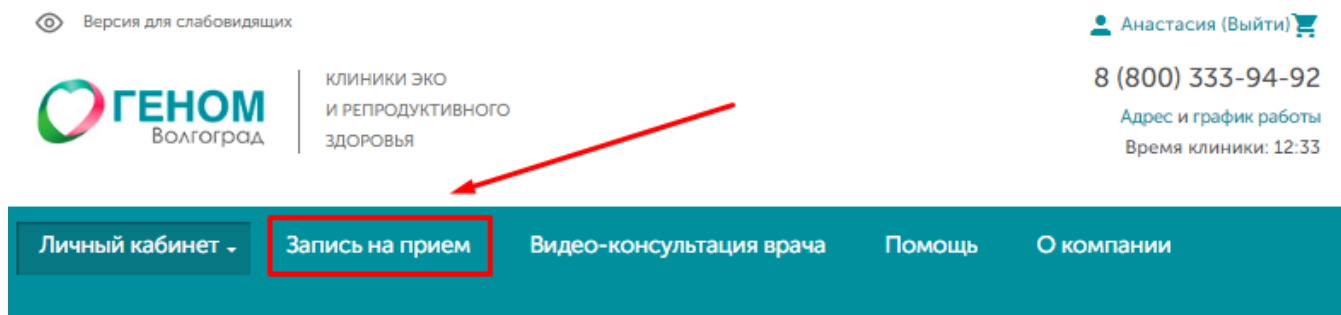 Версия для слабовидящих
Анастасия (Выйти)
ГЕНОМ
Волгоград
КЛИНИКИ ЭКО
И РЕПРОДУКТИВНОГО
ЗДОРОВЬЯ
8 (800) 333-94-92
Адрес и график работы
Время клиники: 12:33
Личный кабинет
Запись на прием
Видео-консультация врача
Помощь
О компании